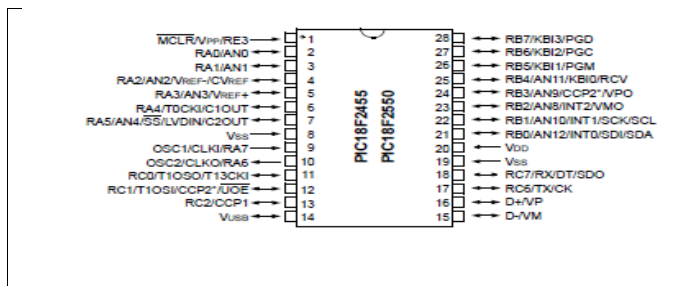 MCLR/VPP/RE3 1 28 RB7/KBI3/PGD
RA0/AN0 2 27 RB6/KBI2/PGC
RA1/AN1 3 26 RB5/KBI1/PGM
RA2/AN2/VREF-/CVREF 4 25 RB4/AN11/KBI0/RCV
RA3/AN3/VREF+ 5 24 RB3/AN9/CCP2*/VPO
RA4/T0CKI/C1OUT 6 23 RB2/AN8/INT2/VMO
RA5/AN4/SS/LVDIN/C2OUT 7 22 RB1/AN10/INT1/SCK/SCL
VSS 8 21 RB0/AN12/INT0/SDI/SDA
OSC1/CLKI/RA7 9 20 VDD
OSC2/CLKO/RA6 10 19 VSS
RC0/T1OSO/T13CKI 11 18 RC7/RX/DT/SDO
RC1/T1OSI/CCP2*/UOE 12 17 RC6/TX/CK
RC2/CCP1 13 16 D+/VP
VUSB 14 15 D-/VM
PIC18F2455
PIC18F2550